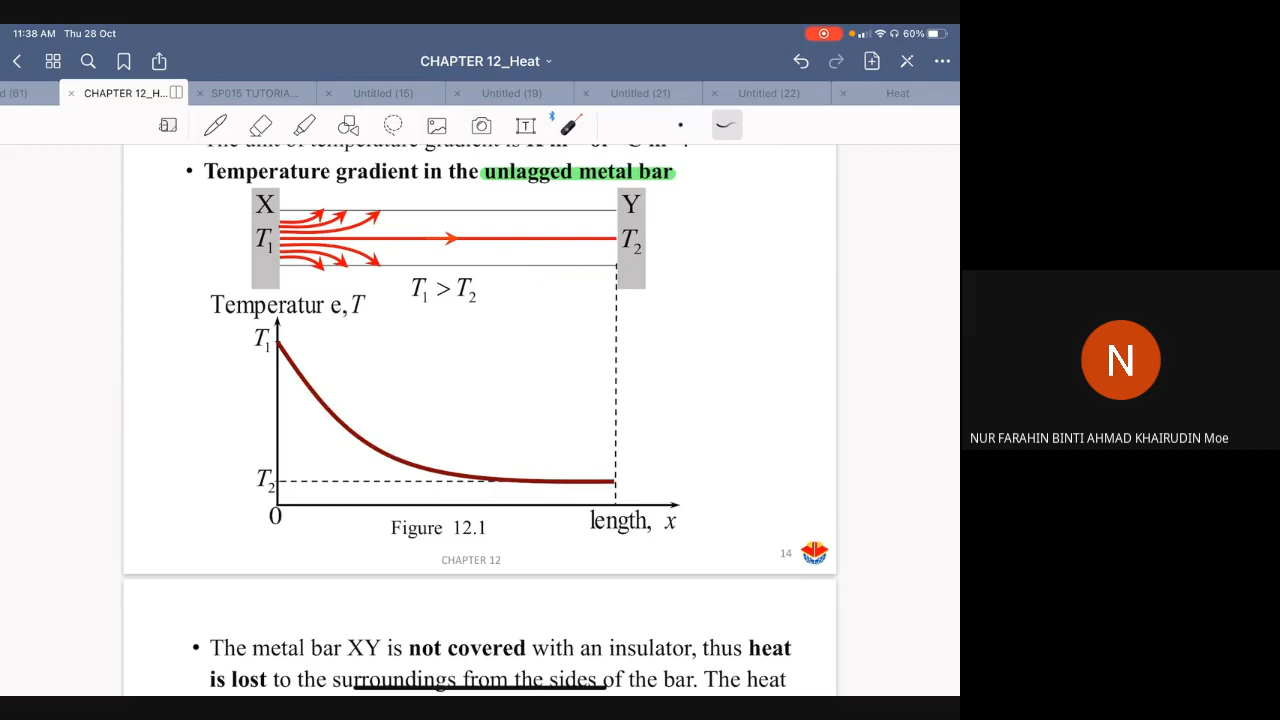 11:38 AM Thu 28 Oct
60%
CHAPTER 12_Heat
d (61)
CHAPTER 12_H...
SP015 TUTORIA...
Untitled (15)
Untitled (19)
Untitled (21)
Untitled (22)
Heat
• Temperature gradient in the unlagged metal bar
X
Y
T₁
T₂
T₁ > T₂
Temperatur e, T
T₁
T₂
0
length, x
Figure 12.1
CHAPTER 12
14
• The metal bar XY is not covered with an insulator, thus heat
is lost to the surroundings from the sides of the bar. The heat
N
NUR FARAHIN BINTI AHMAD KHAIRUDIN Moe